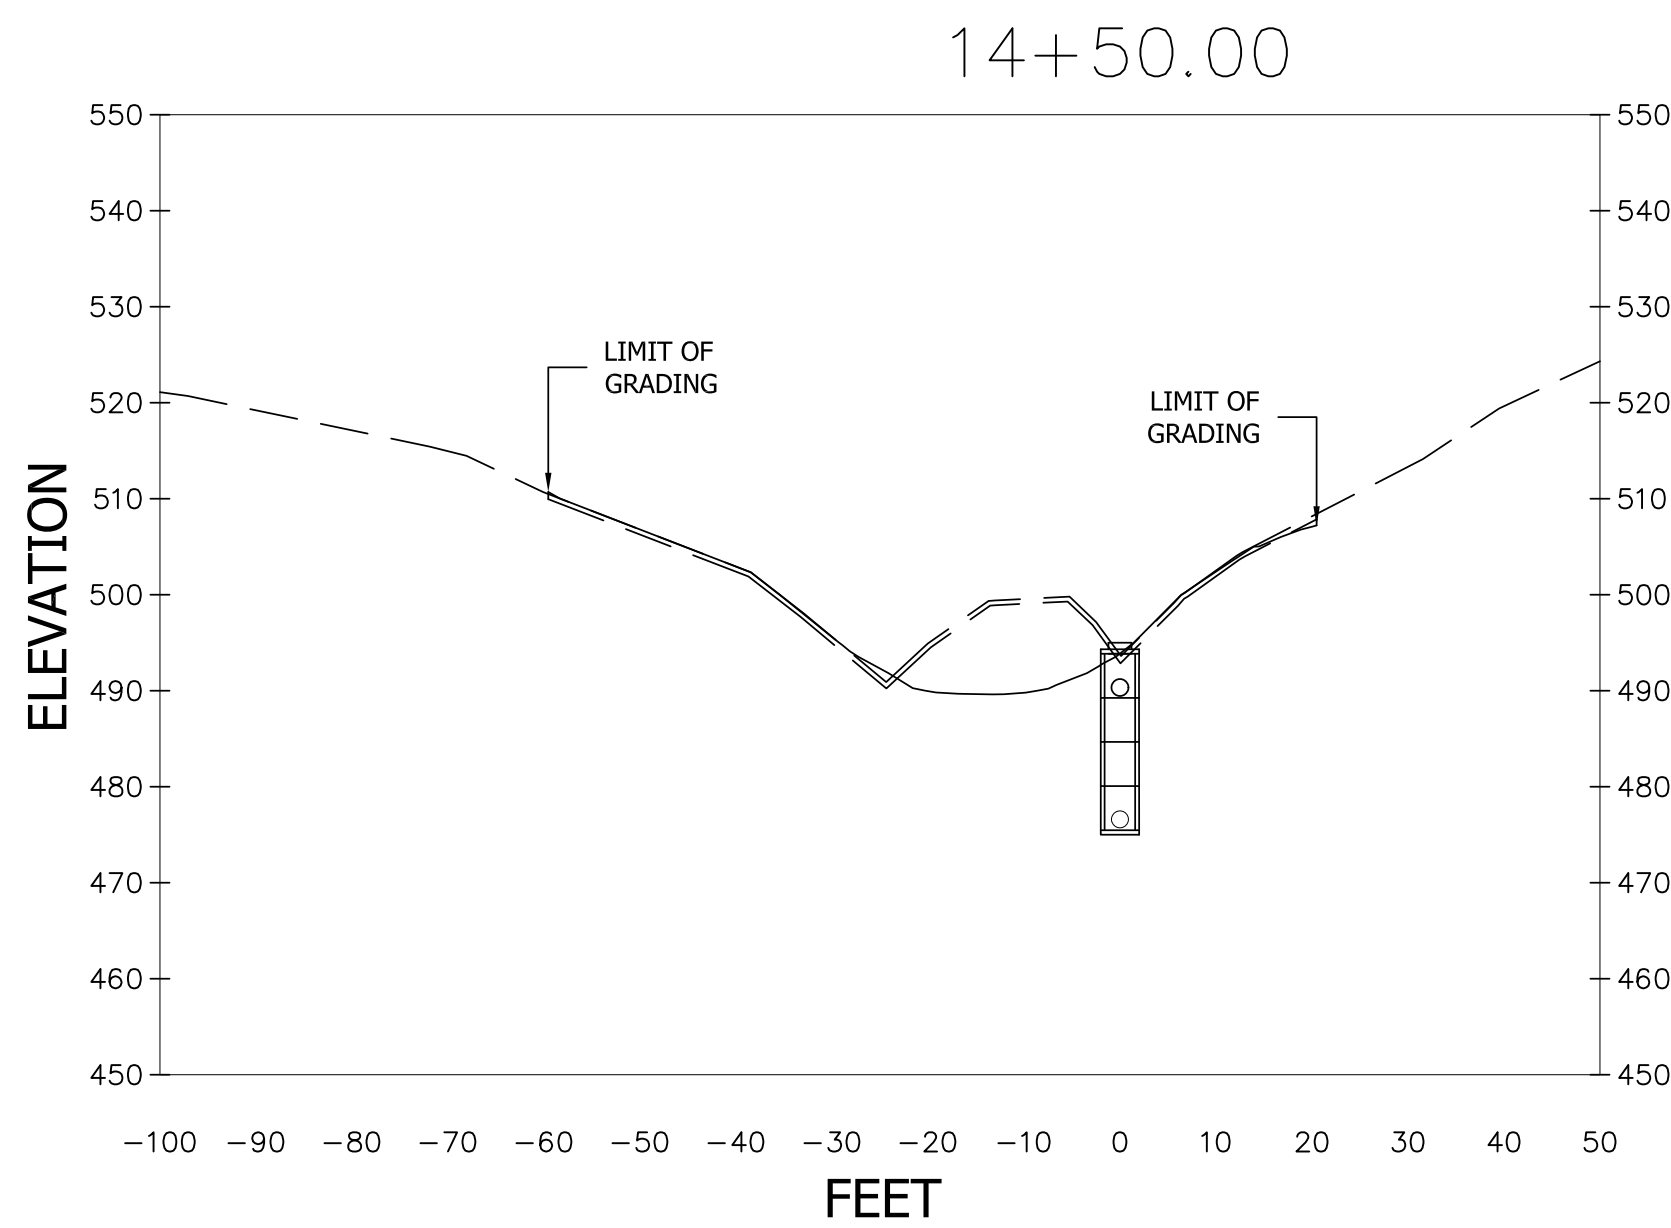 14+50.00
550 550
540 540
530 530
LIMIT OF
GRADING
520 520
LIMIT OF
GRADING
510 510
500 500
490 490
480 480
470 470
460 460
450 450
ELEVATION
−100 −90 −80 −70 −60 −50 −40 −30 −20 −10 0 10 20 30 40 50
FEET